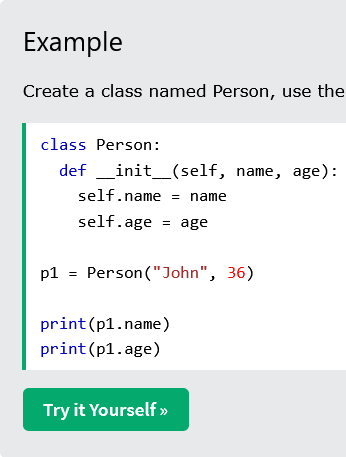 Example
Create a class named Person, use the
class Person:
  def __init__(self, name, age):
    self.name = name
    self.age = age

p1 = Person("John", 36)

print(p1.name)
print(p1.age)
Try it Yourself »